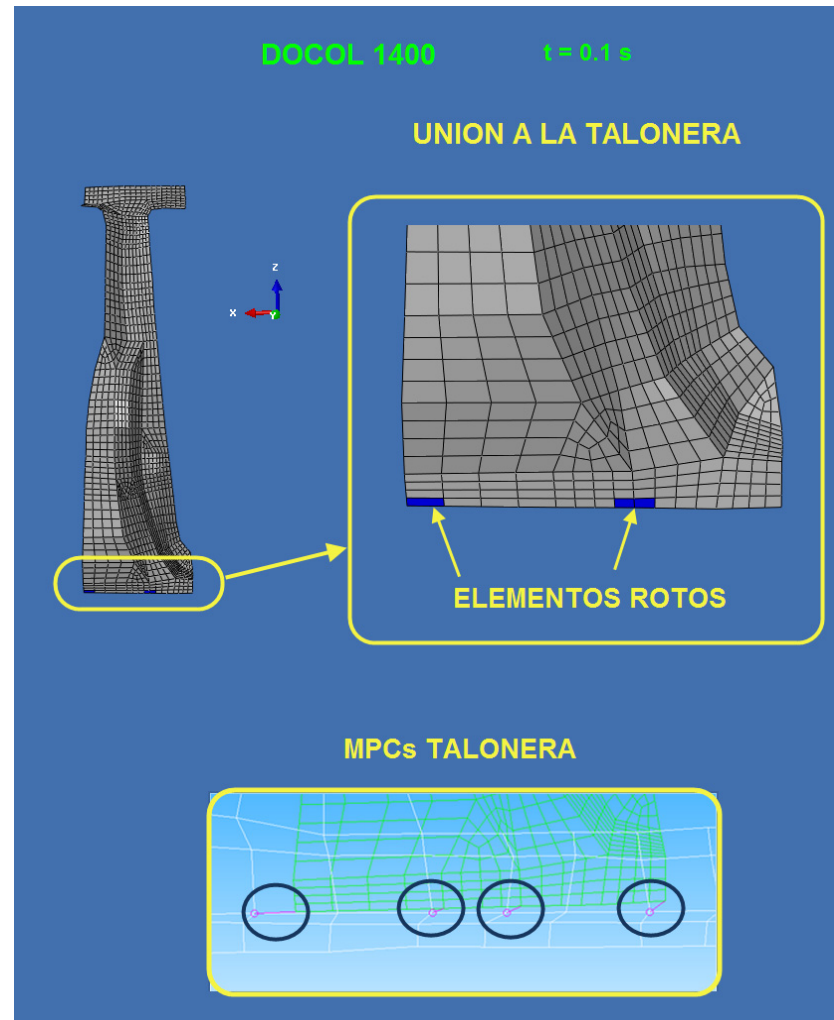 DOCOL 1400 t = 0.1 s
UNION A LA TALONERA
Z
X
Y
ELEMENTOS ROTOS
MPCs TALONERA